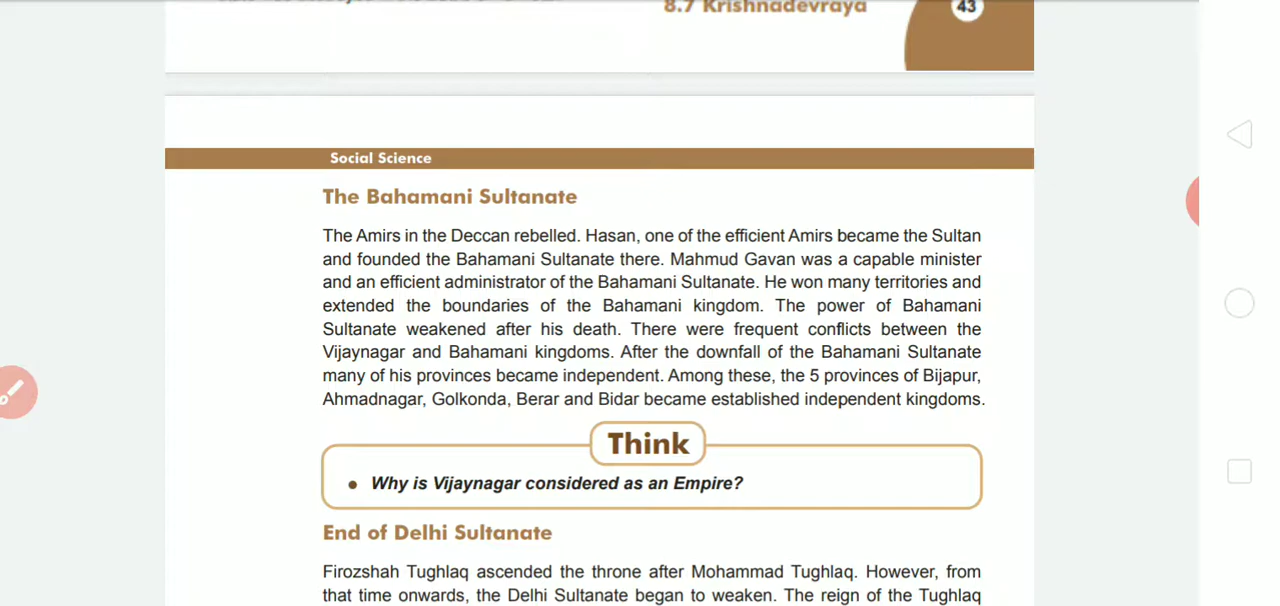 8.7 Krishnadevraya
43
Social Science
The Bahamani Sultanate
The Amirs in the Deccan rebelled. Hasan, one of the efficient Amirs became the Sultan
and founded the Bahamani Sultanate there. Mahmud Gavan was a capable minister
and an efficient administrator of the Bahamani Sultanate. He won many territories and
extended the boundaries of the Bahamani kingdom. The power of Bahamani
Sultanate weakened after his death. There were frequent conflicts between the
Vijaynagar and Bahamani kingdoms. After the downfall of the Bahamani Sultanate
many of his provinces became independent. Among these, the 5 provinces of Bijapur,
Ahmadnagar, Golkonda, Berar and Bidar became established independent kingdoms.
Think
• Why is Vijaynagar considered as an Empire?
End of Delhi Sultanate
Firozshah Tughlaq ascended the throne after Mohammad Tughlaq. However, from
that time onwards, the Delhi Sultanate began to weaken. The reign of the Tughlaq